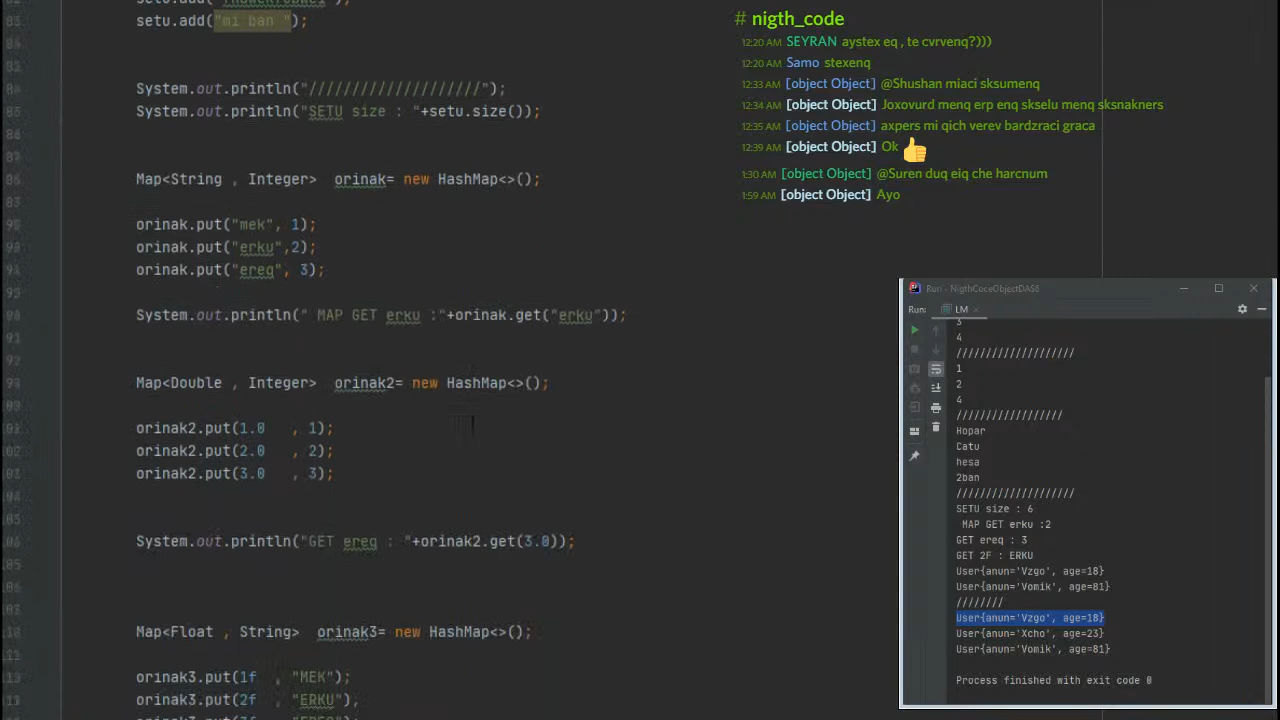 setu.add("mi ban ");
System.out.println("////////////////////");
System.out.println("SETU size : "+setu.size());
Map<String , Integer> orinak= new HashMap<>();
orinak.put("mek", 1);
orinak.put("erku",2);
orinak.put("ereq", 3);
System.out.println(" MAP GET erku :"+orinak.get("erku"));
Map<Double , Integer> orinak2= new HashMap<>();
orinak2.put(1.0 , 1);
orinak2.put(2.0 , 2);
orinak2.put(3.0 , 3);
System.out.println("GET ereq : "+orinak2.get(3.0));
Map<Float , String> orinak3= new HashMap<>();
orinak3.put(1f , "MEK");
orinak3.put(2f , "ERKU");
# nigth_code
12:20 AM SEYRAN aystex eq , te cvrvenq?)))
12:20 AM Samo stexenq
12:33 AM [object Object] @Shushan miaci sksumenq
12:34 AM [object Object] Joxovurd menq erp enq skselu menq sksnakners
12:35 AM [object Object] axpers mi qich verev bardzraci graca
12:39 AM [object Object] Ok 👍
1:30 AM [object Object] @Suren duq eiq che harcnum
1:59 AM [object Object] Ayo
Run - NigthCoceObjectDAS6
Run: LM
3
4
////////////////////
1
2
4
//////////////////
Hopar
Catu
hesa
2ban
////////////////////
SETU size : 6
MAP GET erku :2
GET ereq : 3
GET 2F : ERKU
User{anun='Vzgo', age=18}
User{anun='Vomik', age=81}
////////
User{anun='Vzgo', age=18}
User{anun='Xcho', age=23}
User{anun='Vomik', age=81}
Process finished with exit code 0